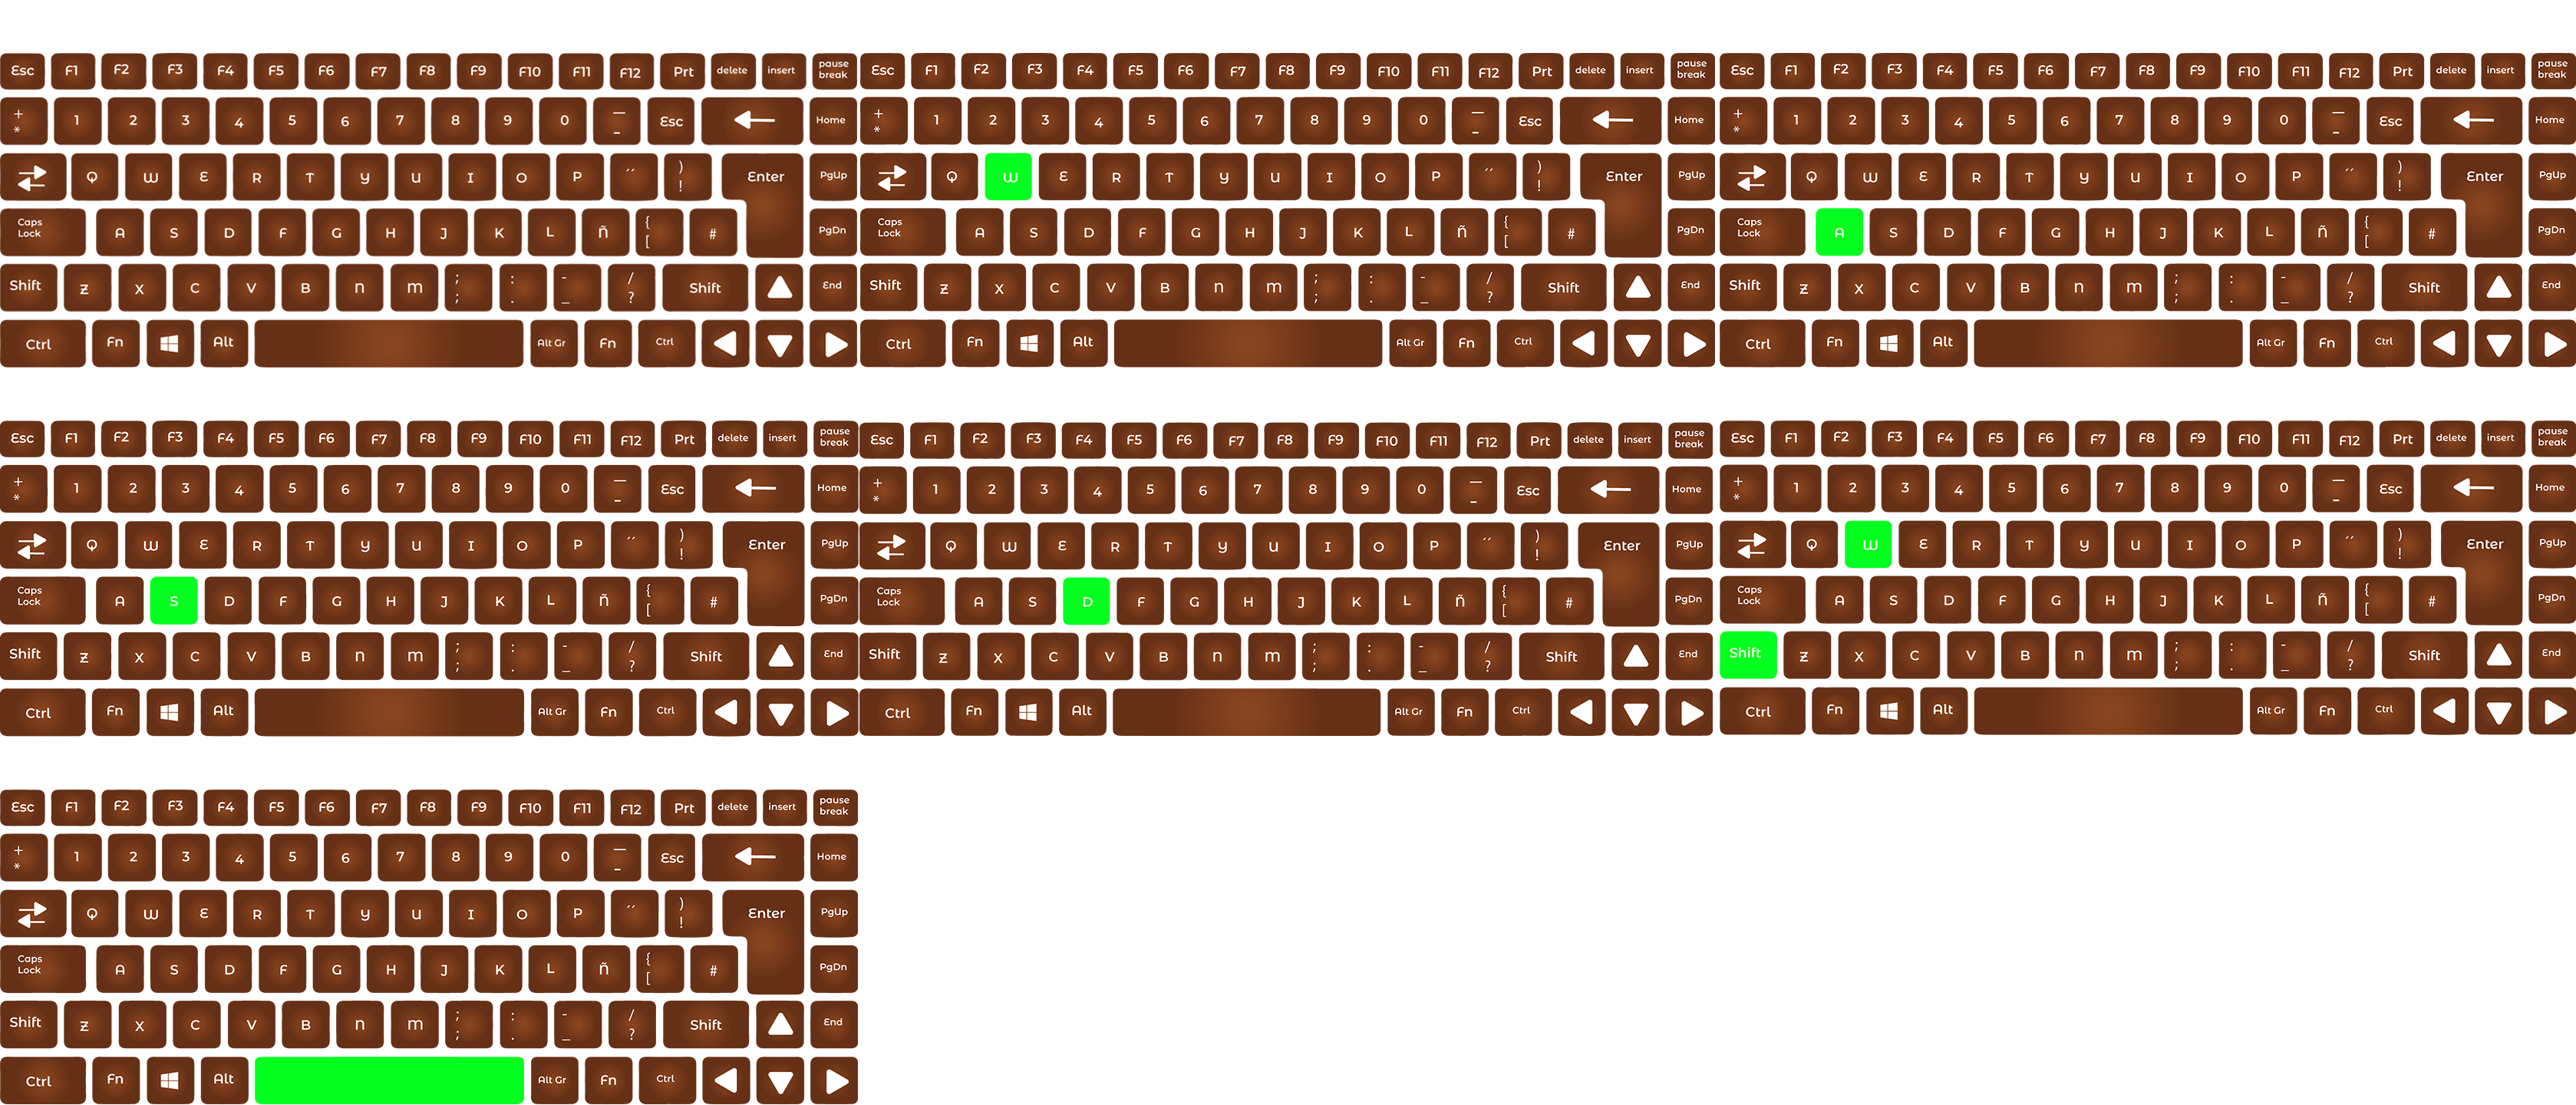 Esc F1 F2 F3 F4 F5 F6 F7 F8 F9 F10 F11 F12 Prt delete insert pause break
+ * 1 2 3 4 5 6 7 8 9 0 — - Esc Home
Q W E R T Y U I O P ´´ ) ! Enter PgUp
Caps Lock A S D F G H J K L Ñ { [ # PgDn
Shift Z X C V B N M ; ; : . - _ / ? Shift End
Ctrl Fn Alt Alt Gr Fn Ctrl
Esc F1 F2 F3 F4 F5 F6 F7 F8 F9 F10 F11 F12 Prt delete insert pause break
+ * 1 2 3 4 5 6 7 8 9 0 — - Esc Home
Q W E R T Y U I O P ´´ ) ! Enter PgUp
Caps Lock A S D F G H J K L Ñ { [ # PgDn
Shift Z X C V B N M ; ; : . - _ / ? Shift End
Ctrl Fn Alt Alt Gr Fn Ctrl
Esc F1 F2 F3 F4 F5 F6 F7 F8 F9 F10 F11 F12 Prt delete insert pause break
+ * 1 2 3 4 5 6 7 8 9 0 — - Esc Home
Q W E R T Y U I O P ´´ ) ! Enter PgUp
Caps Lock A S D F G H J K L Ñ { [ # PgDn
Shift Z X C V B N M ; ; : . - _ / ? Shift End
Ctrl Fn Alt Alt Gr Fn Ctrl
Esc F1 F2 F3 F4 F5 F6 F7 F8 F9 F10 F11 F12 Prt delete insert pause break
+ * 1 2 3 4 5 6 7 8 9 0 — - Esc Home
Q W E R T Y U I O P ´´ ) ! Enter PgUp
Caps Lock A S D F G H J K L Ñ { [ # PgDn
Shift Z X C V B N M ; ; : . - _ / ? Shift End
Ctrl Fn Alt Alt Gr Fn Ctrl
Esc F1 F2 F3 F4 F5 F6 F7 F8 F9 F10 F11 F12 Prt delete insert pause break
+ * 1 2 3 4 5 6 7 8 9 0 — - Esc Home
Q W E R T Y U I O P ´´ ) ! Enter PgUp
Caps Lock A S D F G H J K L Ñ { [ # PgDn
Shift Z X C V B N M ; ; : . - _ / ? Shift End
Ctrl Fn Alt Alt Gr Fn Ctrl
Esc F1 F2 F3 F4 F5 F6 F7 F8 F9 F10 F11 F12 Prt delete insert pause break
+ * 1 2 3 4 5 6 7 8 9 0 — - Esc Home
Q W E R T Y U I O P ´´ ) ! Enter PgUp
Caps Lock A S D F G H J K L Ñ { [ # PgDn
Shift Z X C V B N M ; ; : . - _ / ? Shift End
Ctrl Fn Alt Alt Gr Fn Ctrl
Esc F1 F2 F3 F4 F5 F6 F7 F8 F9 F10 F11 F12 Prt delete insert pause break
+ * 1 2 3 4 5 6 7 8 9 0 — - Esc Home
Q W E R T Y U I O P ´´ ) ! Enter PgUp
Caps Lock A S D F G H J K L Ñ { [ # PgDn
Shift Z X C V B N M ; ; : . - _ / ? Shift End
Ctrl Fn Alt Alt Gr Fn Ctrl